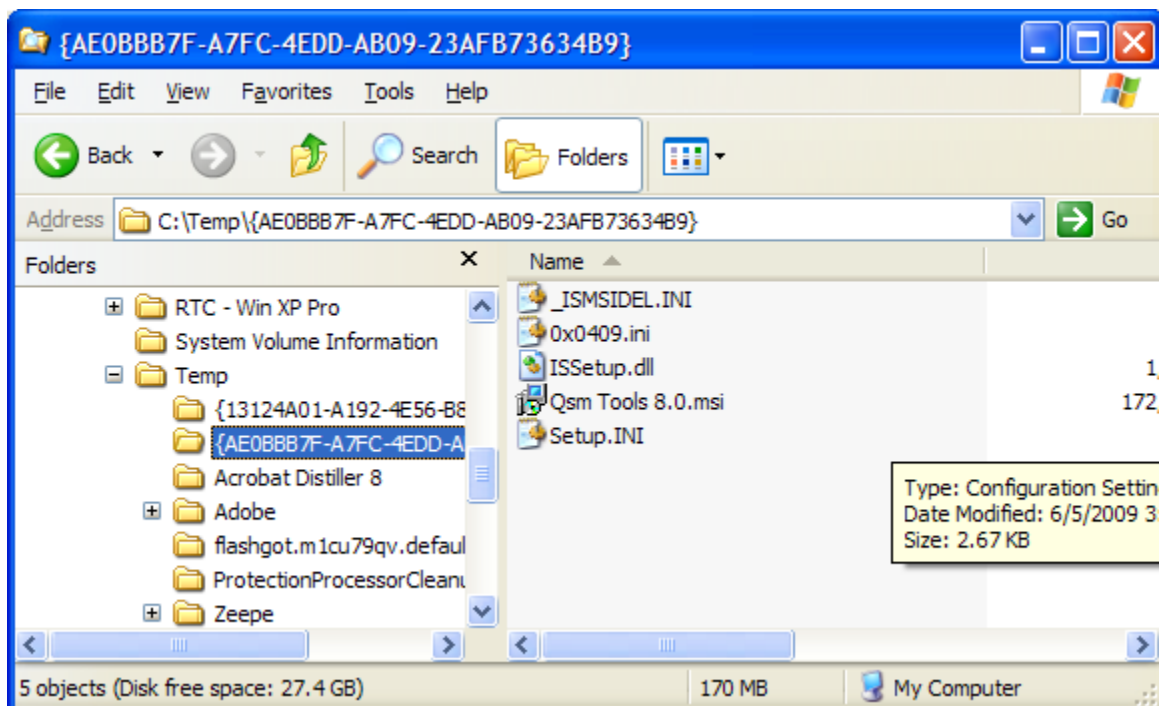 {AE0BBB7F-A7FC-4EDD-AB09-23AFB73634B9}
File Edit View Favorites Tools Help
Back Search Folders
Address C:\Temp\{AE0BBB7F-A7FC-4EDD-AB09-23AFB73634B9} Go
Folders
RTC - Win XP Pro
System Volume Information
Temp
{13124A01-A192-4E56-B8
{AE0BBB7F-A7FC-4EDD-A
Acrobat Distiller 8
Adobe
flashgot.m1cu79qv.defaul
ProtectionProcessorCleanu
Zeepe
Name
_ISMSIDEL.INI
0x0409.ini
ISSetup.dll 1,
Qsm Tools 8.0.msi 172,
Setup.INI
Type: Configuration Settin
Date Modified: 6/5/2009 3:
Size: 2.67 KB
5 objects (Disk free space: 27.4 GB) 170 MB My Computer